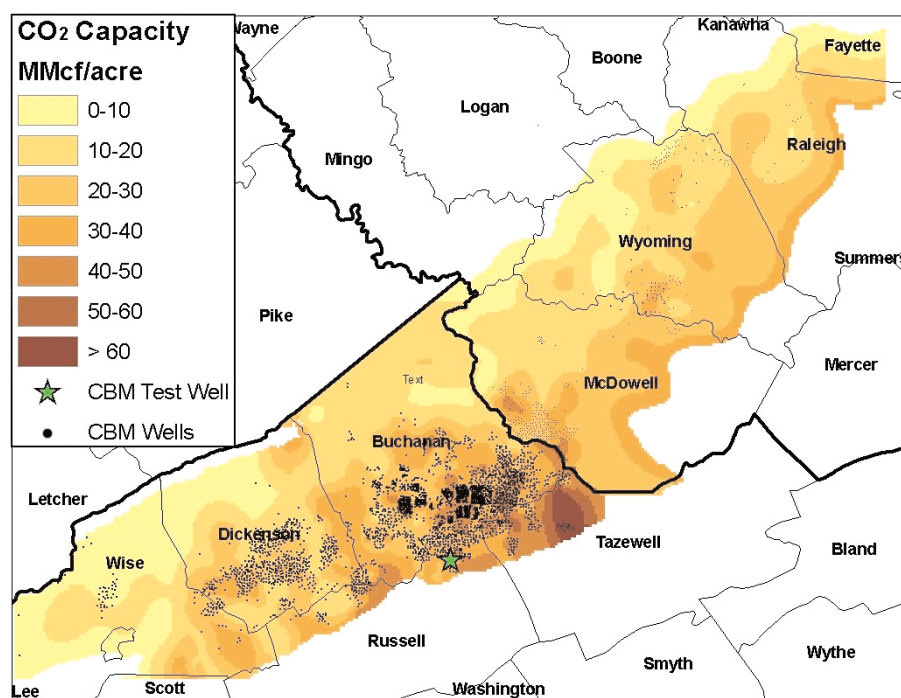 CO2 Capacity
MMcf/acre
0-10
10-20
20-30
30-40
40-50
50-60
> 60
CBM Test Well
CBM Wells
Wayne
Kanawha
Fayette
Boone
Logan
Mingo
Raleigh
Wyoming
Summers
Pike
Mercer
Text
McDowell
Buchanan
Letcher
Dickenson
Tazewell
Bland
Wise
Russell
Smyth
Wythe
Lee
Scott
Washington